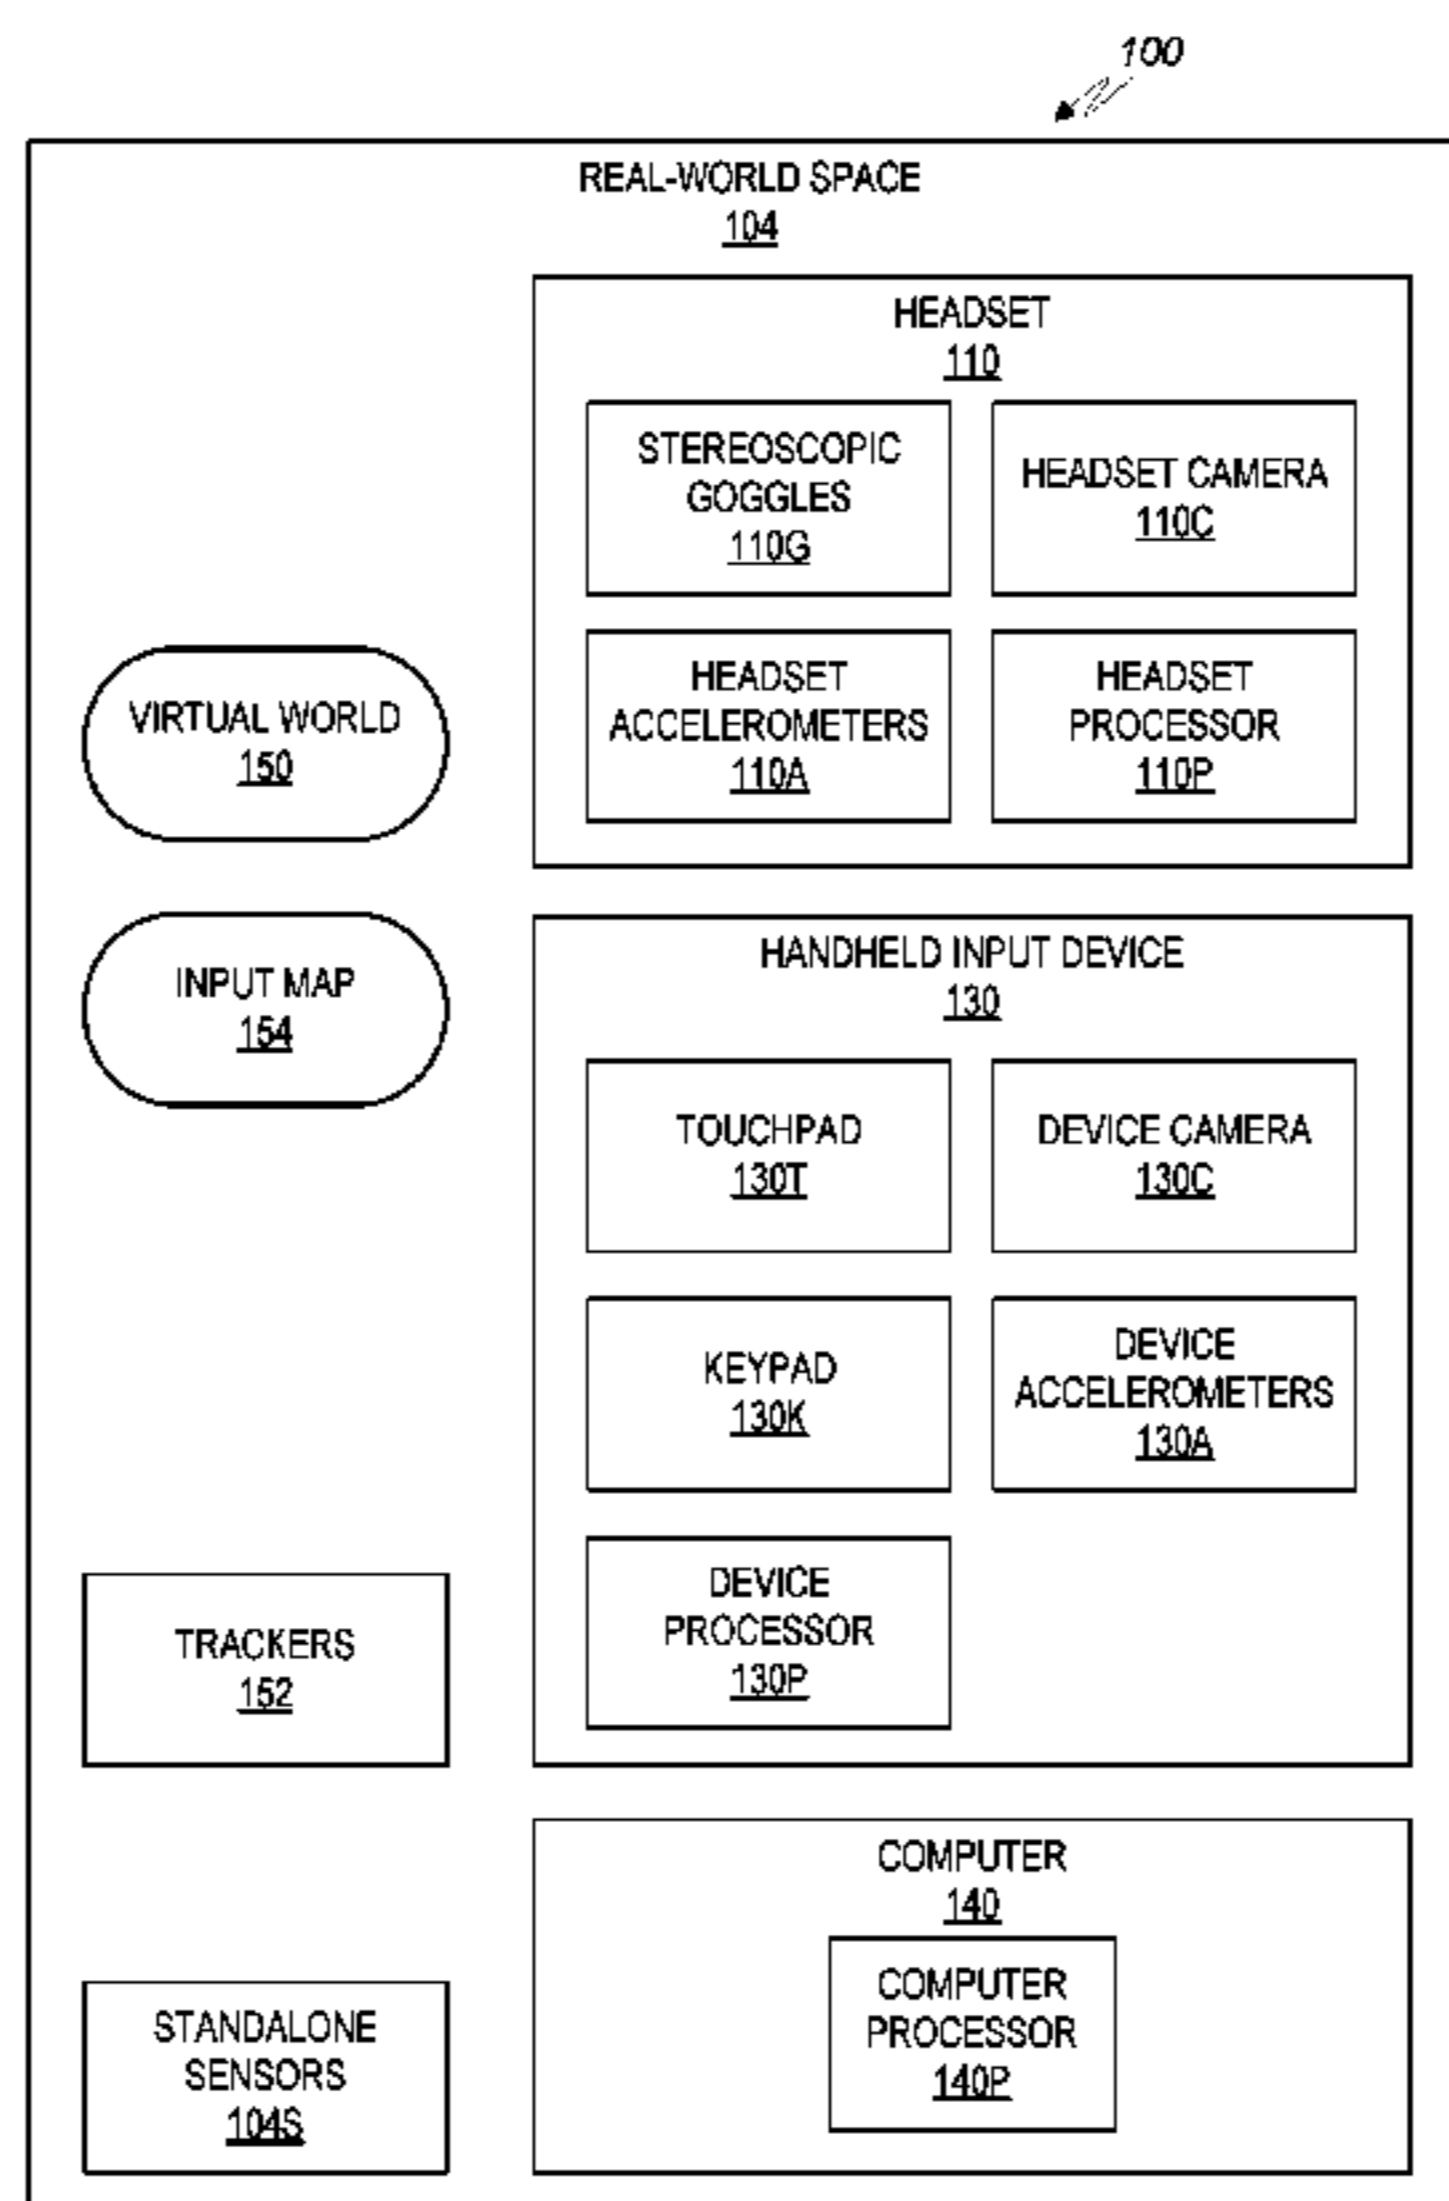 100
REAL-WORLD SPACE
104
HEADSET
110
STEREOSCOPIC
GOGGLES
110G
HEADSET CAMERA
110C
HEADSET
ACCELEROMETERS
110A
HEADSET
PROCESSOR
110P
VIRTUAL WORLD
150
INPUT MAP
154
HANDHELD INPUT DEVICE
130
TOUCHPAD
130T
DEVICE CAMERA
130C
KEYPAD
130K
DEVICE
ACCELEROMETERS
130A
DEVICE
PROCESSOR
130P
TRACKERS
152
COMPUTER
140
COMPUTER
PROCESSOR
140P
STANDALONE
SENSORS
104S